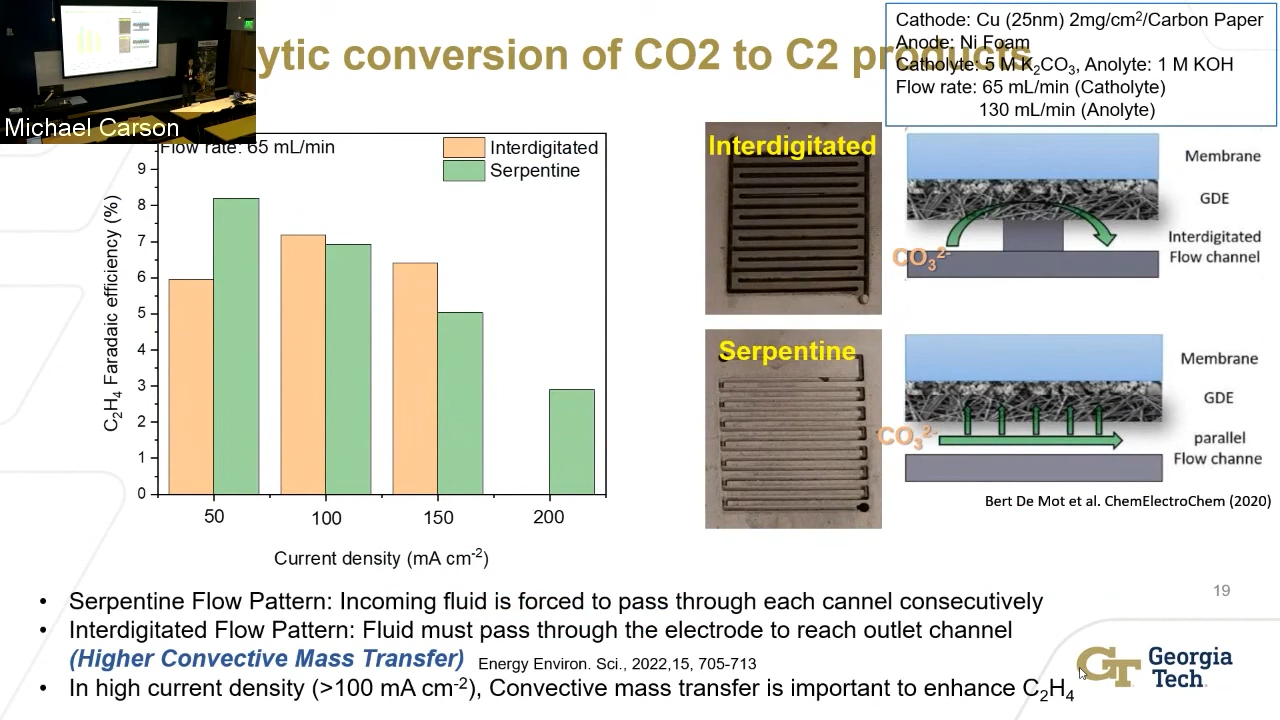 ytic conversion of CO2 to C2 products
Cathode: Cu (25nm) 2mg/cm²/Carbon Paper
Anode: Ni Foam
Catholyte: 5 M K₂CO₃, Anolyte: 1 M KOH
Flow rate: 65 mL/min (Catholyte)
130 mL/min (Anolyte)
Michael Carson
Flow rate: 65 mL/min
Interdigitated
Serpentine
C₂H₄ Faradaic efficiency (%)
9
8
7
6
5
4
3
2
1
0
50
100
150
200
Current density (mA cm⁻²)
Interdigitated
Membrane
GDE
Interdigitated
Flow channel
CO₃²⁻
Serpentine
Membrane
GDE
parallel
Flow channe
CO₃²⁻
Bert De Mot et al. ChemElectroChem (2020)
• Serpentine Flow Pattern: Incoming fluid is forced to pass through each cannel consecutively
• Interdigitated Flow Pattern: Fluid must pass through the electrode to reach outlet channel
(Higher Convective Mass Transfer) Energy Environ. Sci., 2022,15, 705-713
• In high current density (>100 mA cm⁻²), Convective mass transfer is important to enhance C₂H₄
19
GT Georgia
Tech.